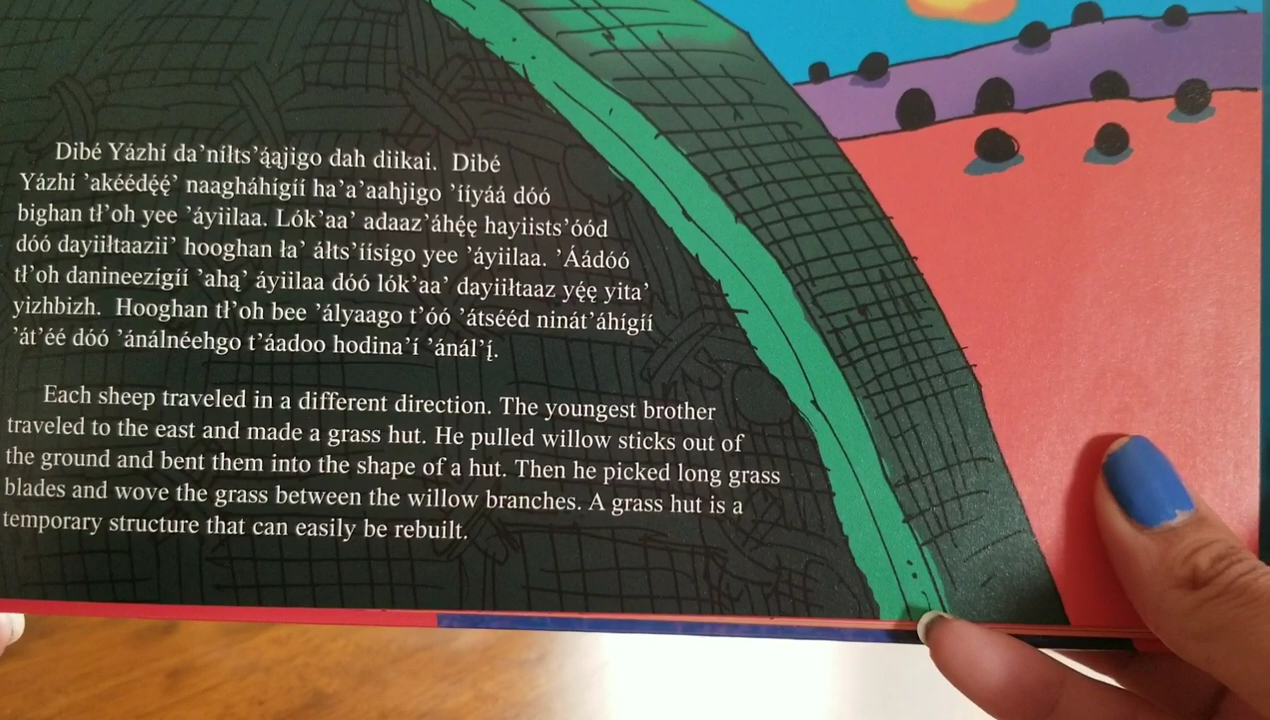 Dibé Yázhí da’níłts’ą́ąjigo dah diikai.  Dibé
Yázhí ’akéédę́ę́’ naagháhígíí ha’a’aahjigo ’ííyáá dóó
bighan tł’oh yee ’áyiilaa. Lók’aa’ adaaz’áhę́ę hayiists’óód
dóó dayiiłtaazii’ hooghan ła’ áłts’íísígo yee ’áyiilaa. ’Áádóó
tł’oh danineezígíí ’ahą’ áyiilaa dóó lók’aa’ dayiiłtaaz yę́ę yita’
yizhbizh.  Hooghan tł’oh bee ’ályaago t’óó ’átsééd ninát’áhígíí
’át’éé dóó ’ánálnéehgo t’áadoo hodina’í ’ánál’į́.
Each sheep traveled in a different direction. The youngest brother
traveled to the east and made a grass hut. He pulled willow sticks out of
the ground and bent them into the shape of a hut. Then he picked long grass
blades and wove the grass between the willow branches. A grass hut is a
temporary structure that can easily be rebuilt.